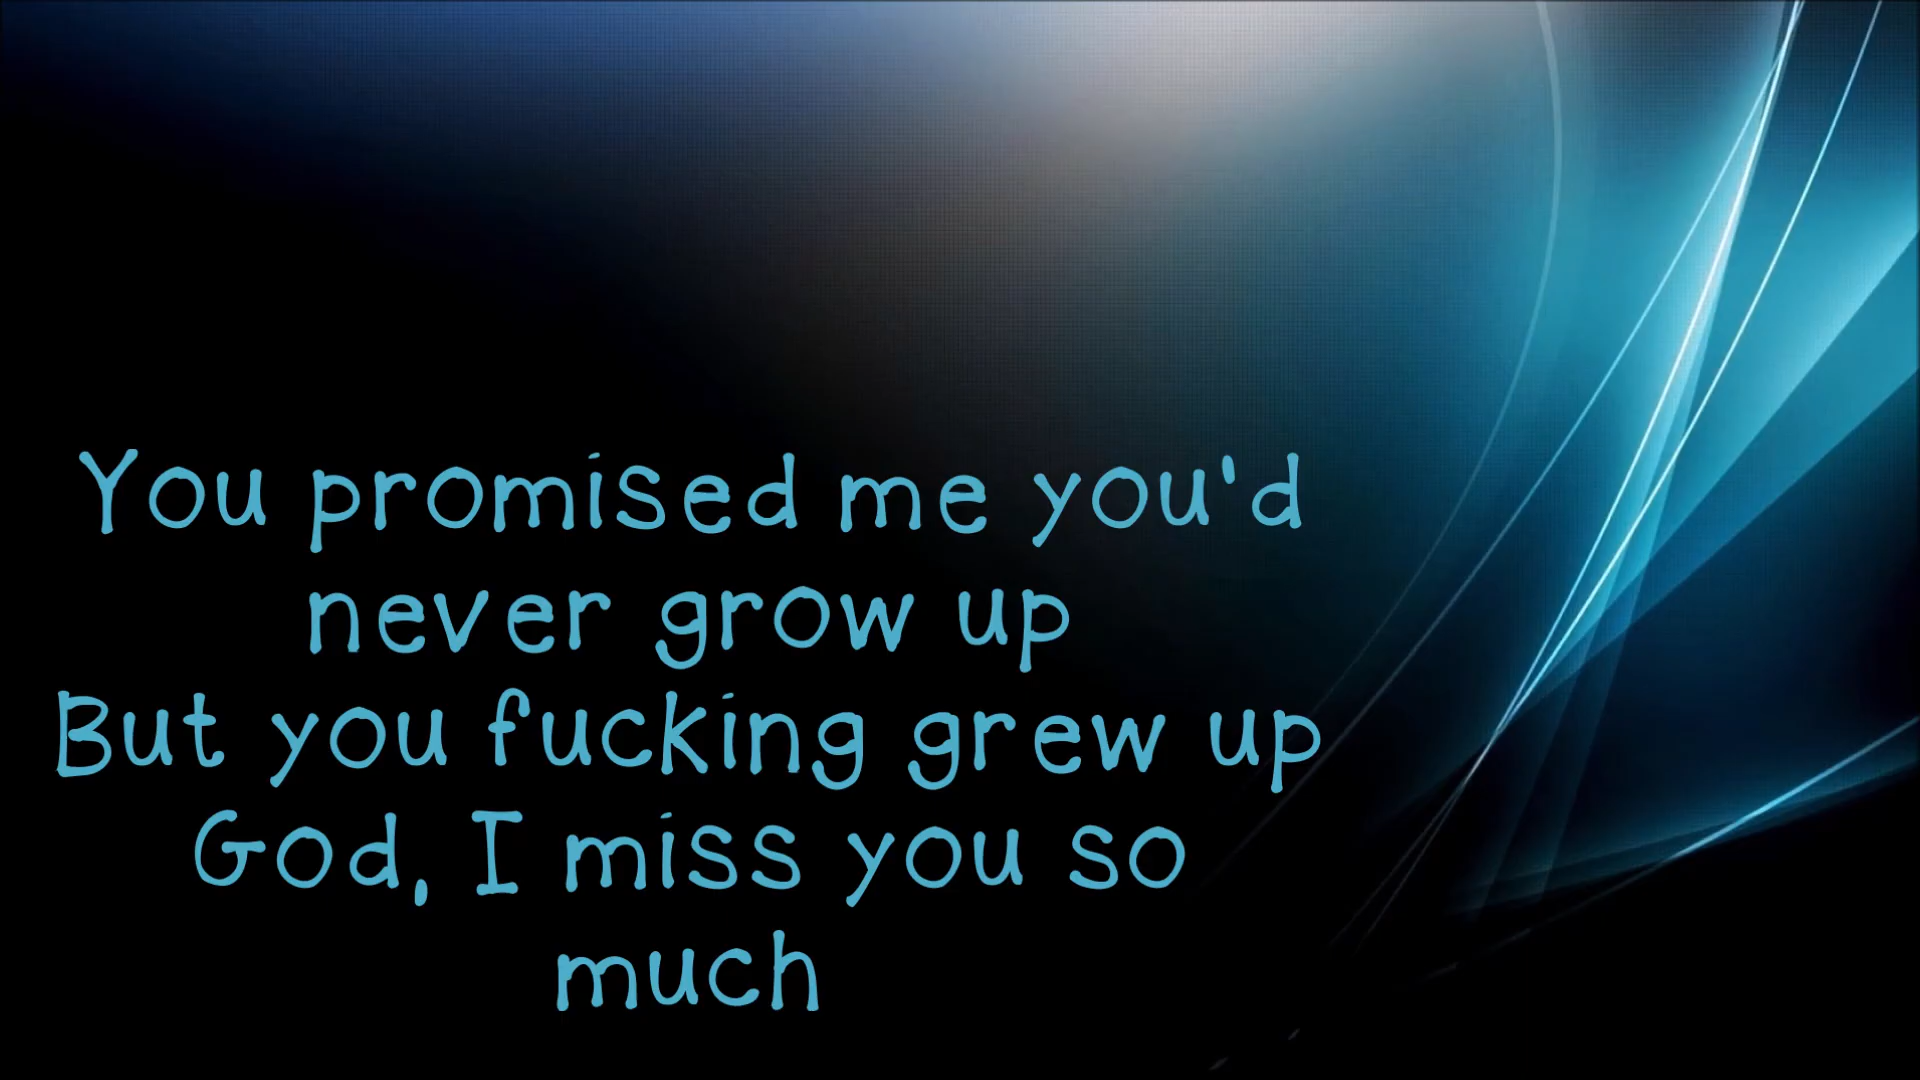 You promised me you'd
never grow up
But you fucking grew up
God, I miss you so
much